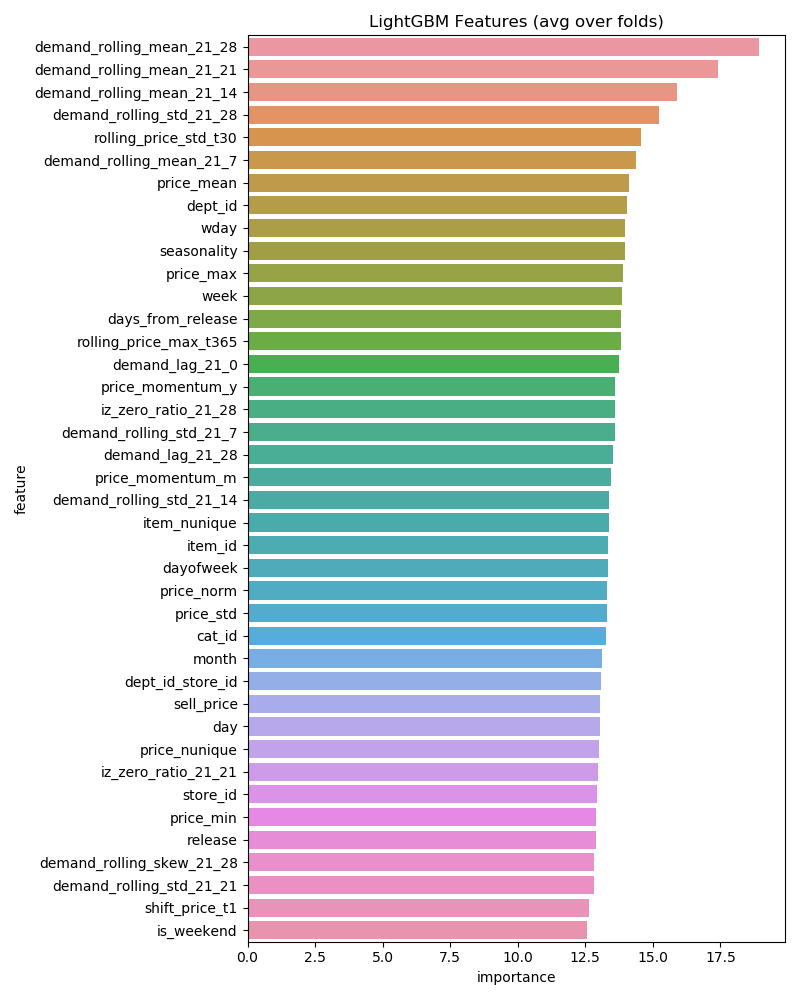 LightGBM Features (avg over folds)
demand_rolling_mean_21_28
demand_rolling_mean_21_21
demand_rolling_mean_21_14
demand_rolling_std_21_28
rolling_price_std_t30
demand_rolling_mean_21_7
price_mean
dept_id
wday
seasonality
price_max
week
days_from_release
rolling_price_max_t365
demand_lag_21_0
price_momentum_y
iz_zero_ratio_21_28
demand_rolling_std_21_7
demand_lag_21_28
price_momentum_m
demand_rolling_std_21_14
item_nunique
item_id
dayofweek
price_norm
price_std
cat_id
month
dept_id_store_id
sell_price
day
price_nunique
iz_zero_ratio_21_21
store_id
price_min
release
demand_rolling_skew_21_28
demand_rolling_std_21_21
shift_price_t1
is_weekend
feature
0.0 2.5 5.0 7.5 10.0 12.5 15.0 17.5
importance